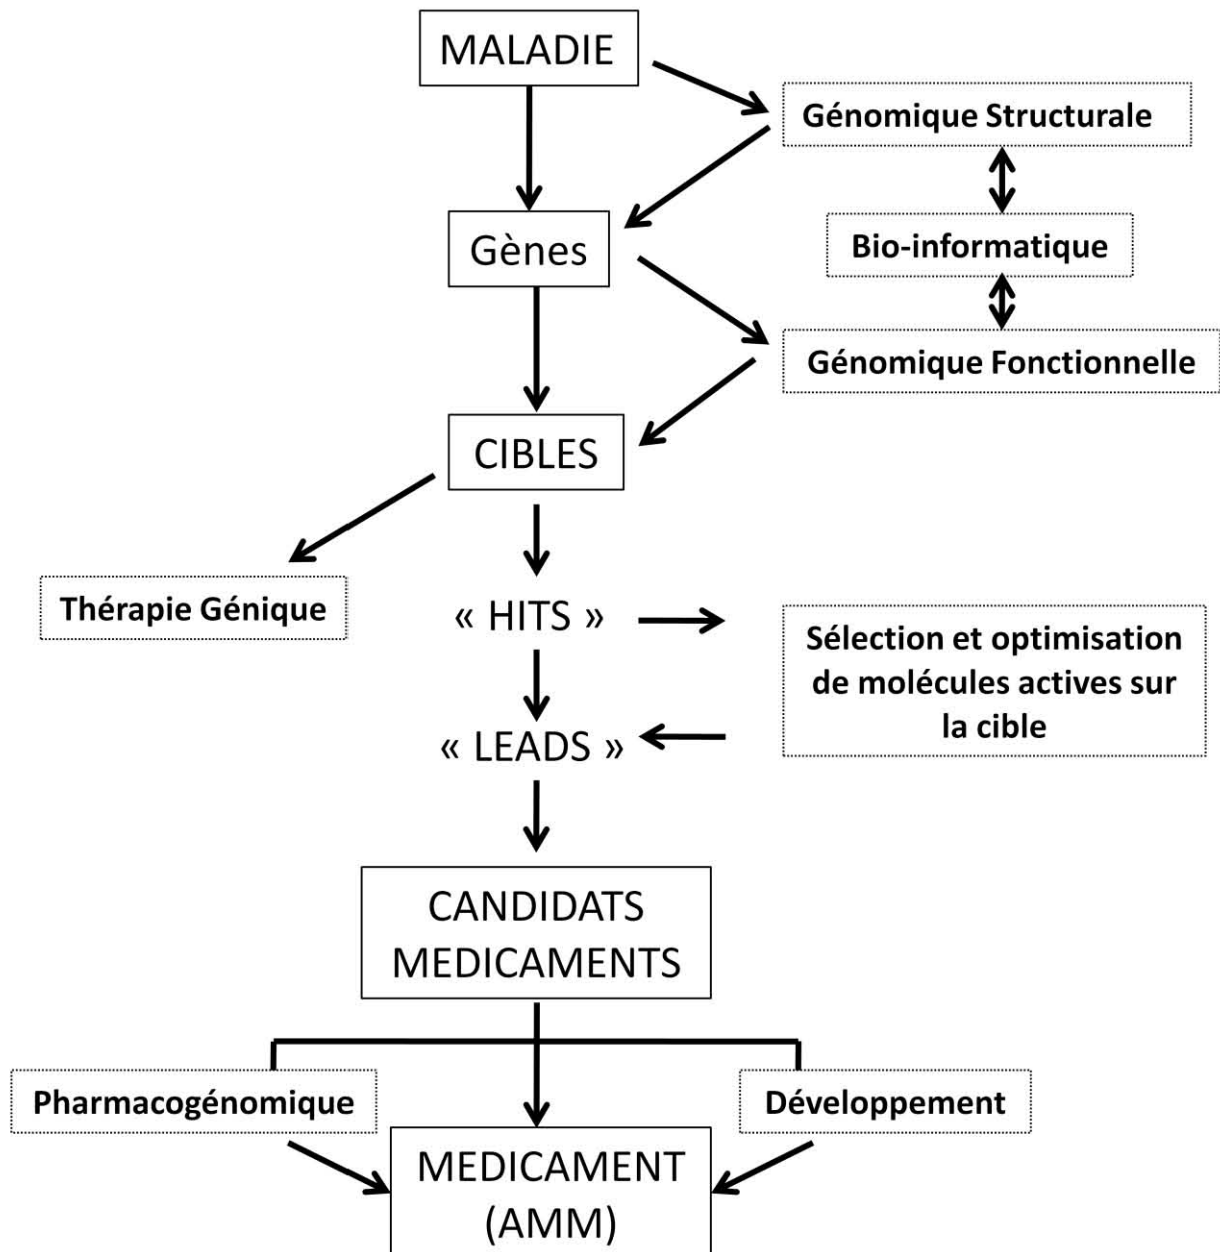 MALADIE
Génomique Structurale
Gènes
Bio-informatique
Génomique Fonctionnelle
CIBLES
Thérapie Génique
« HITS »
Sélection et optimisation
de molécules actives sur
la cible
« LEADS »
CANDIDATS
MEDICAMENTS
Pharmacogénomique
Développement
MEDICAMENT
(AMM)